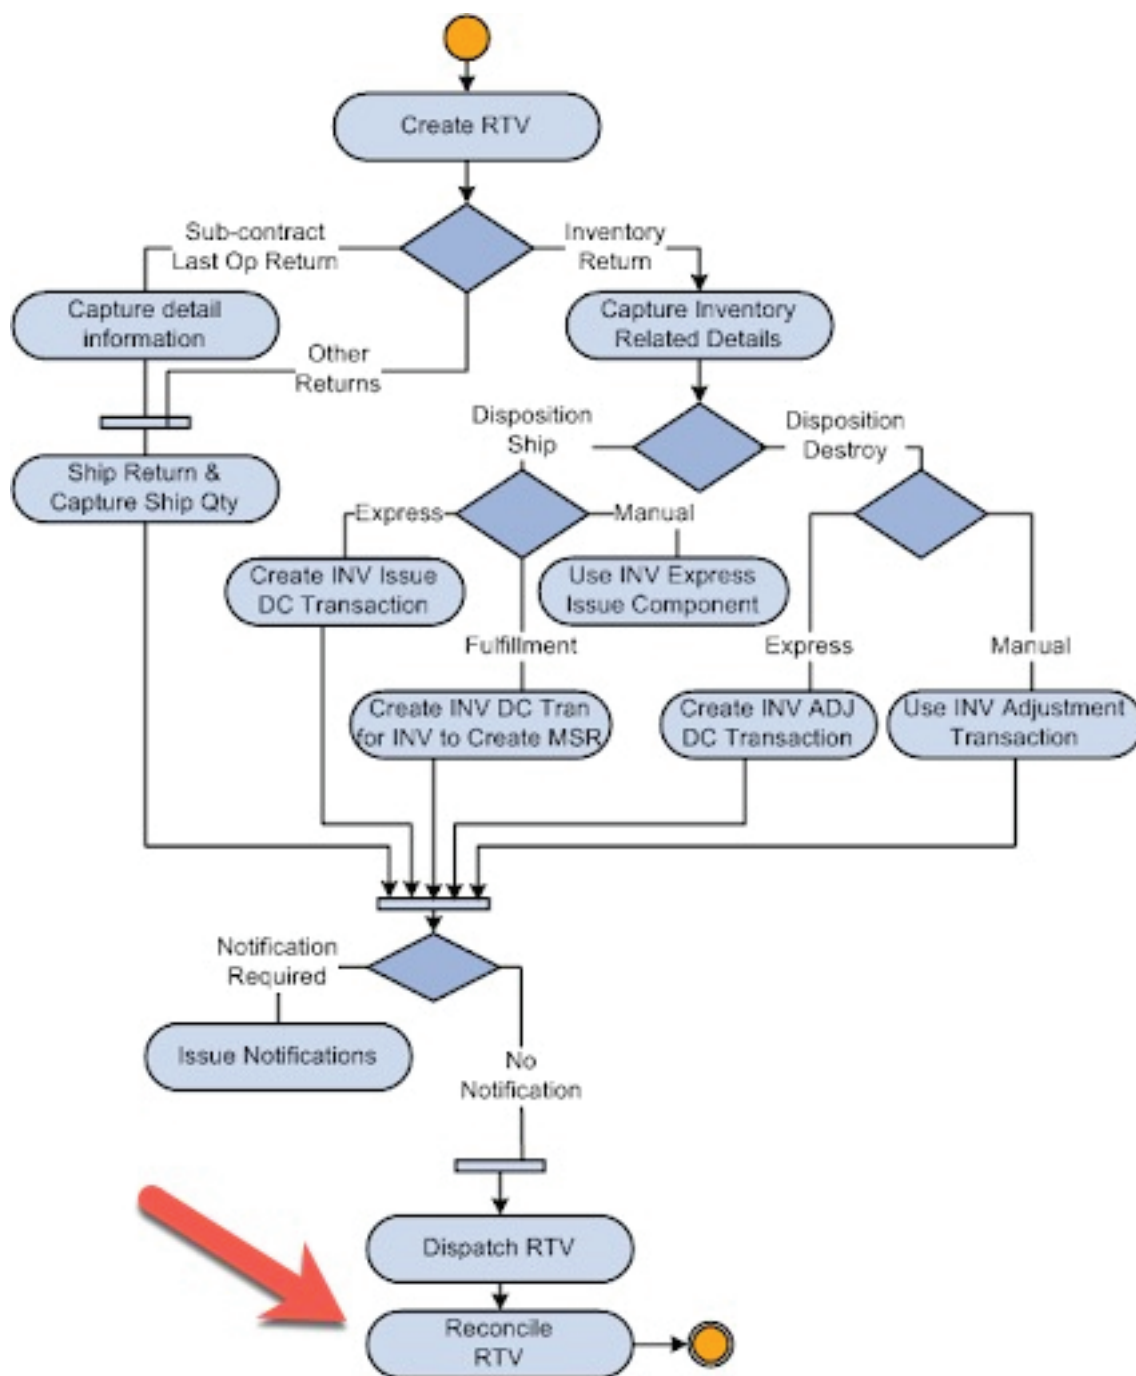 Create RTV
Sub-contract
Last Op Return
Inventory
Return
Capture detail
information
Capture Inventory
Related Details
Other
Returns
Disposition
Ship
Disposition
Destroy
Ship Return &
Capture Ship Qty
Express
Manual
Create INV Issue
DC Transaction
Use INV Express
Issue Component
Fulfillment
Express
Manual
Create INV DC Tran
for INV to Create MSR
Create INV ADJ
DC Transaction
Use INV Adjustment
Transaction
Notification
Required
Issue Notifications
No
Notification
Dispatch RTV
Reconcile
RTV